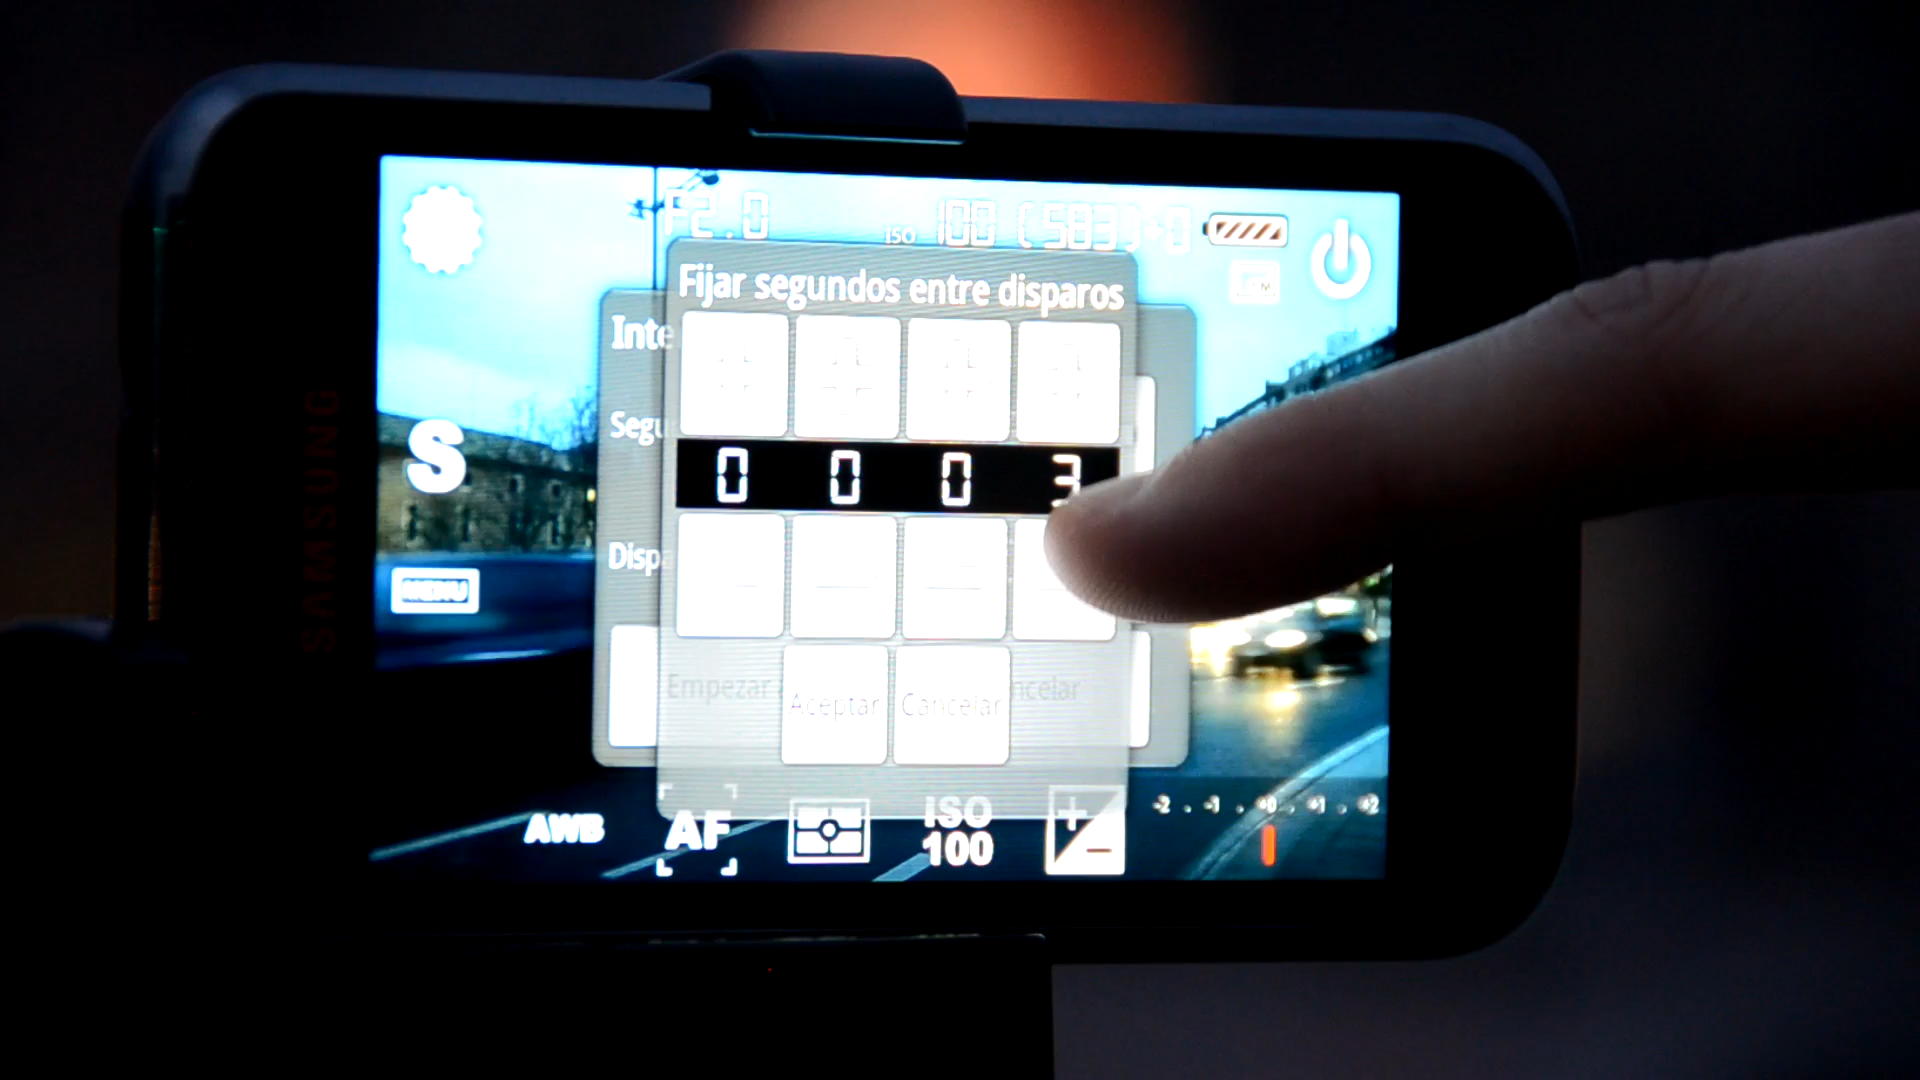 F2.0 ISO 100 (583) +0
M
Fijar segundos entre disparos
Inte
Segu
0 0 0 3
Disp
S
MENU
SAMSUNG
Empezar
ncelar
Aceptar Cancelar
AWB AF ISO 100
-2 . -1 . +0 . +1 . +2